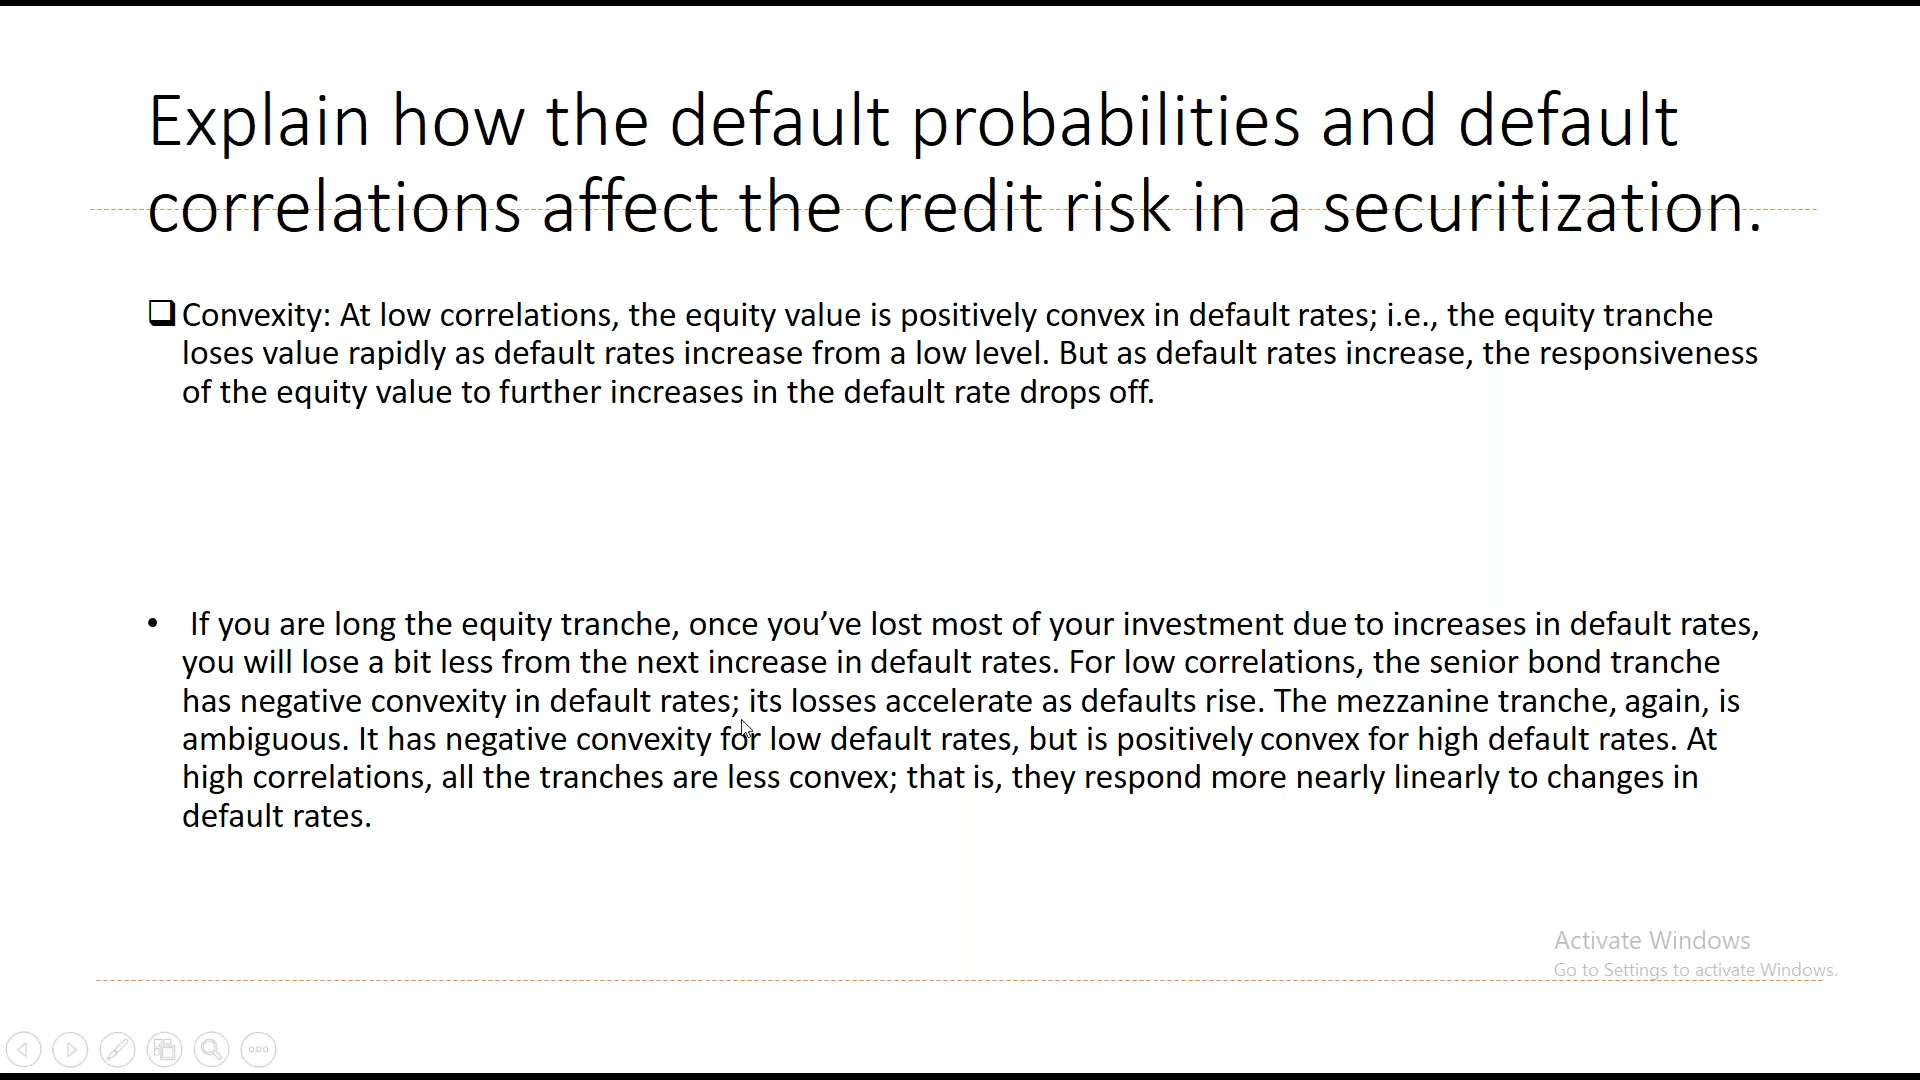 Explain how the default probabilities and default
correlations affect the credit risk in a securitization.
❑ Convexity: At low correlations, the equity value is positively convex in default rates; i.e., the equity tranche
loses value rapidly as default rates increase from a low level. But as default rates increase, the responsiveness
of the equity value to further increases in the default rate drops off.
• If you are long the equity tranche, once you’ve lost most of your investment due to increases in default rates,
you will lose a bit less from the next increase in default rates. For low correlations, the senior bond tranche
has negative convexity in default rates; its losses accelerate as defaults rise. The mezzanine tranche, again, is
ambiguous. It has negative convexity for low default rates, but is positively convex for high default rates. At
high correlations, all the tranches are less convex; that is, they respond more nearly linearly to changes in
default rates.
Activate Windows
Go to Settings to activate Windows.